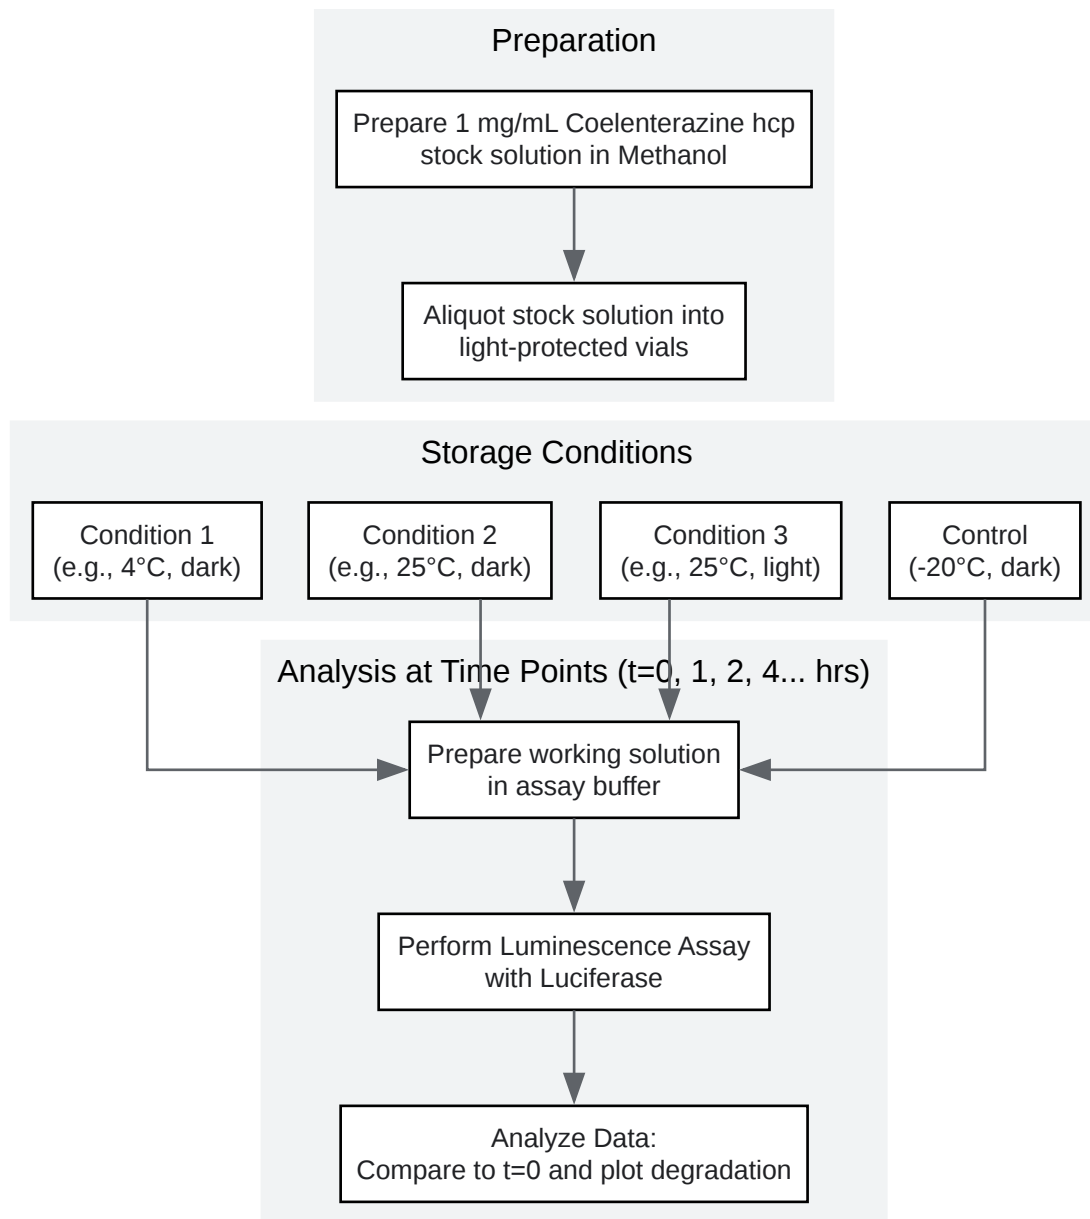 Preparation
Prepare 1 mg/mL Coelenterazine hcp
stock solution in Methanol
Aliquot stock solution into
light-protected vials
Storage Conditions
Condition 1
(e.g., 4°C, dark)
Condition 2
(e.g., 25°C, dark)
Condition 3
(e.g., 25°C, light)
Control
(-20°C, dark)
Analysis at Time Points (t=0, 1, 2, 4... hrs)
Prepare working solution
in assay buffer
Perform Luminescence Assay
with Luciferase
Analyze Data:
Compare to t=0 and plot degradation